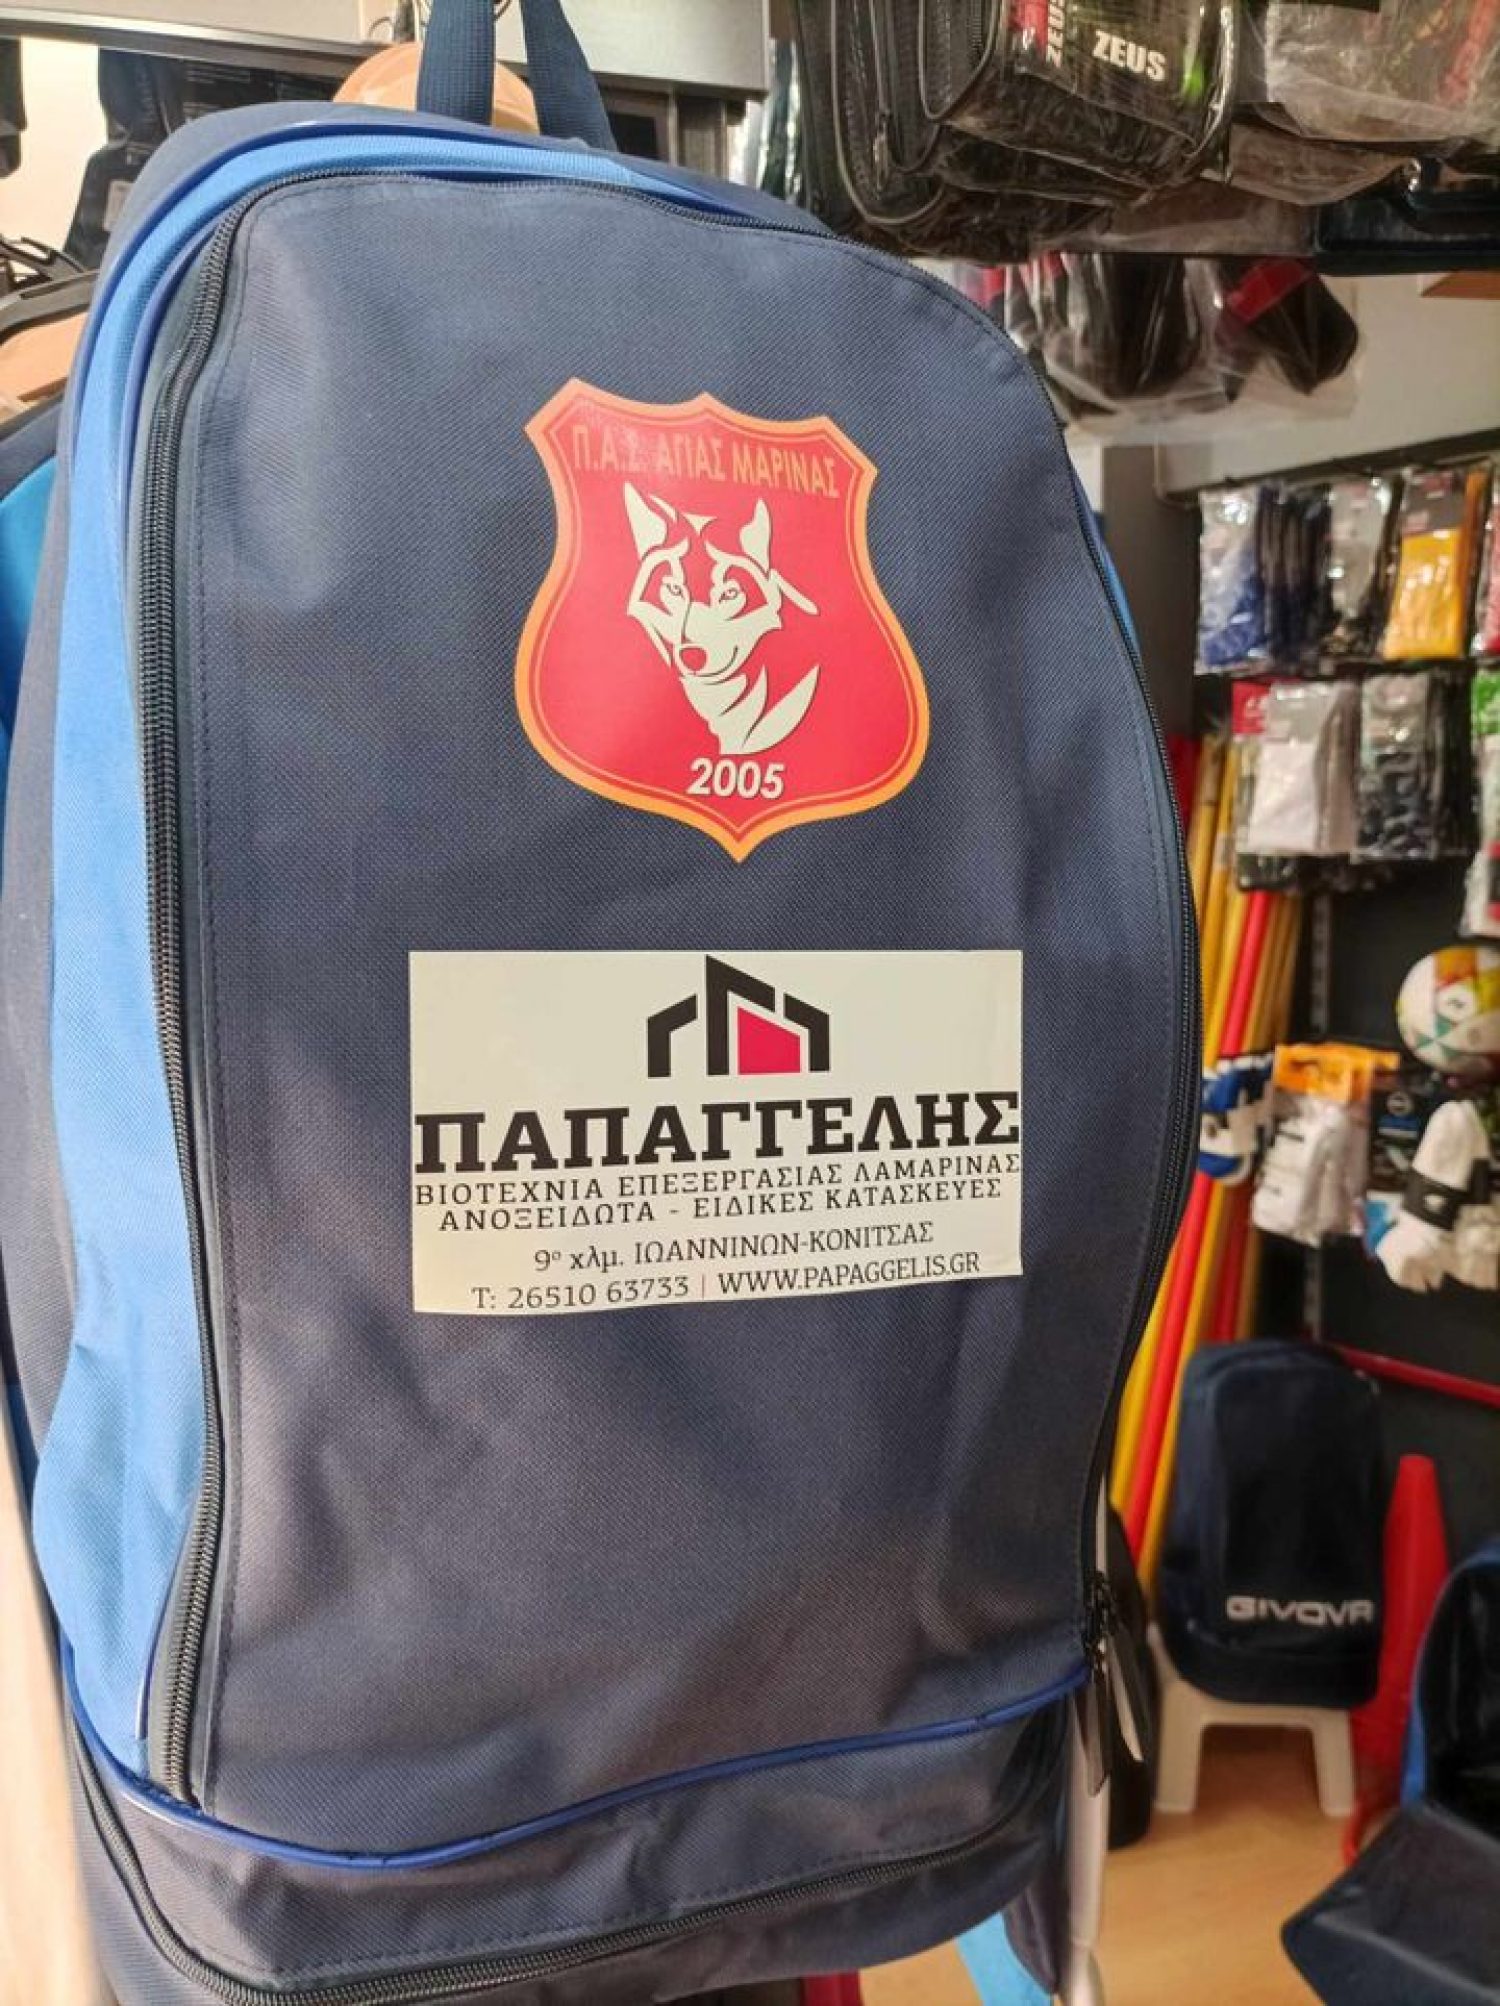 ZEUS
ZEUS
Π.Α.Σ. ΑΓΙΑΣ ΜΑΡΙΝΑΣ
2005
ΠΑΠΑΓΓΕΛΗΣ
ΒΙΟΤΕΧΝΙΑ ΕΠΕΞΕΡΓΑΣΙΑΣ ΛΑΜΑΡΙΝΑΣ
ΑΝΟΞΕΙΔΩΤΑ - ΕΙΔΙΚΕΣ ΚΑΤΑΣΚΕΥΕΣ
9ο χλμ. ΙΩΑΝΝΙΝΩΝ-ΚΟΝΙΤΣΑΣ
Τ: 26510 63733 | WWW.PAPAGGELIS.GR
GIVOVA